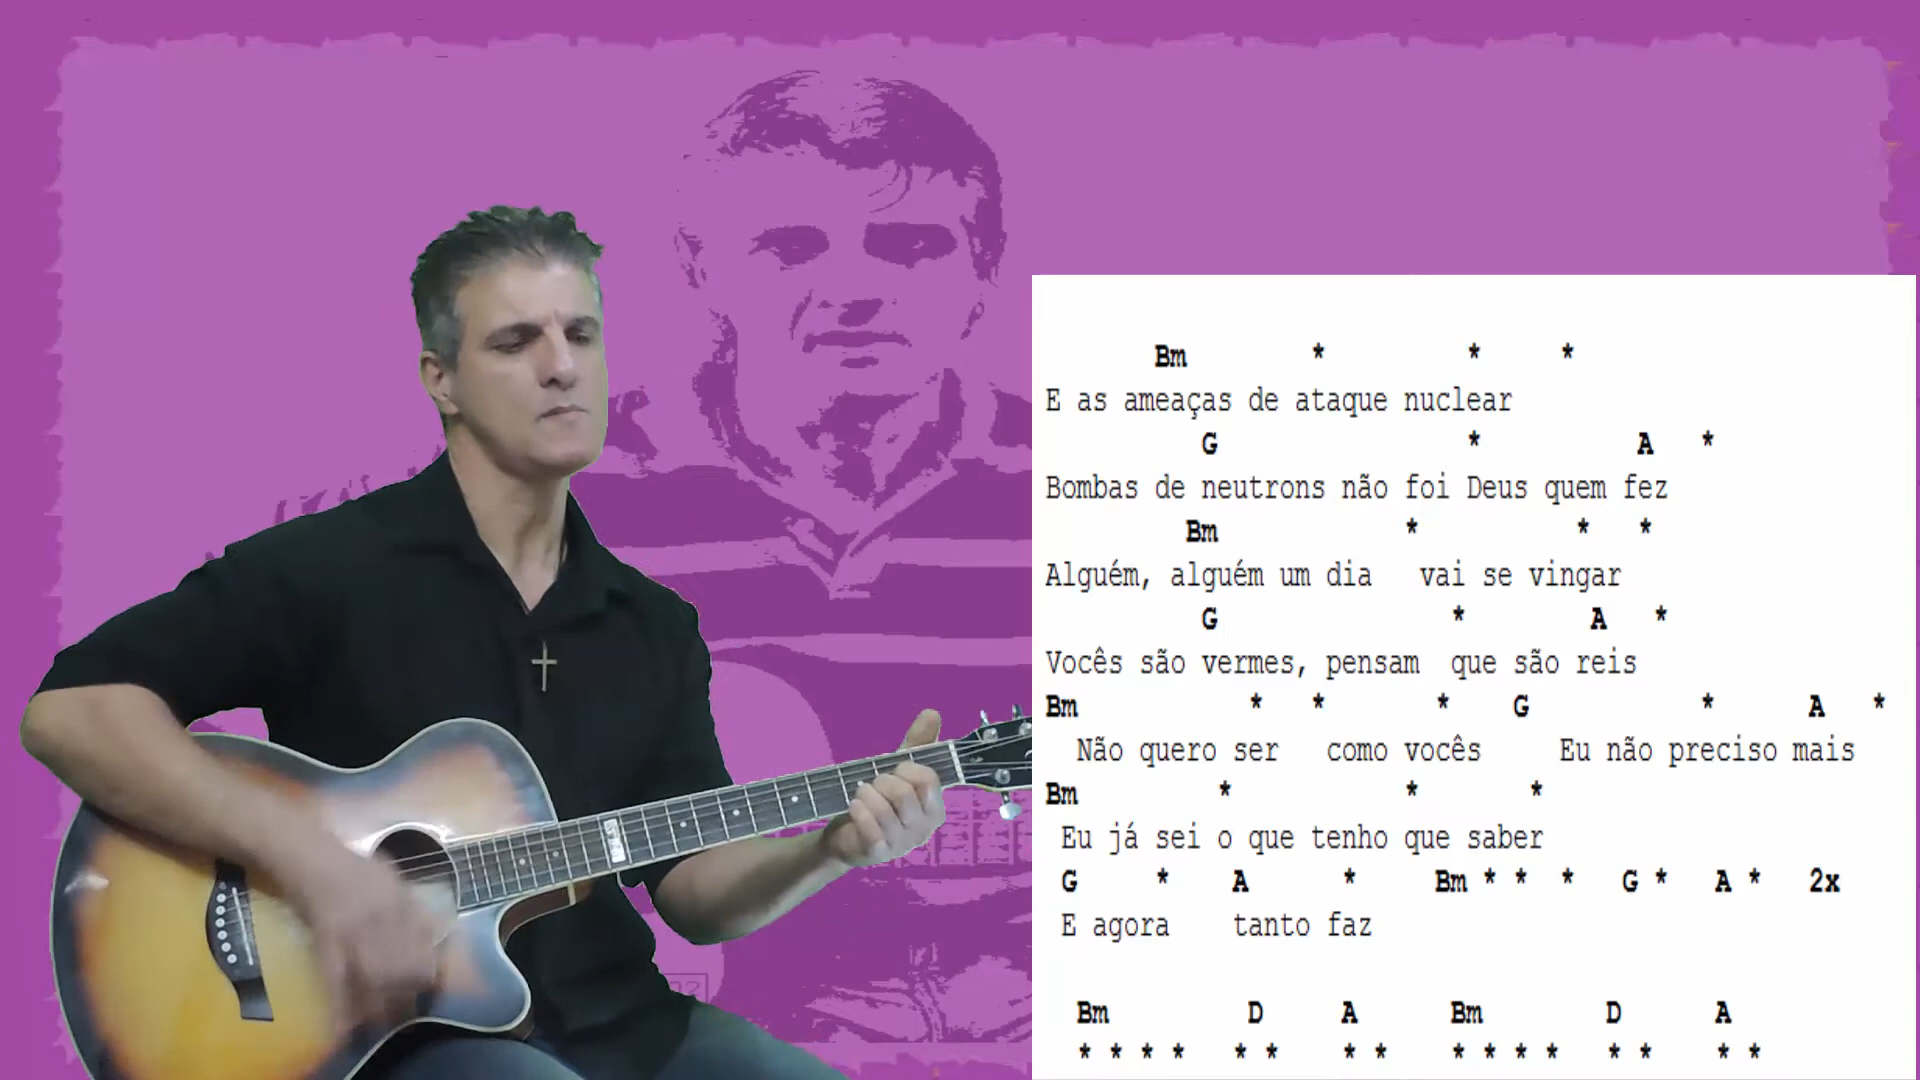 Bm * * *
E as ameaças de ataque nuclear
G * A *
Bombas de neutrons não foi Deus quem fez
Bm * * *
Alguém, alguém um dia vai se vingar
G * A *
Vocês são vermes, pensam que são reis
Bm * * * G * A *
Não quero ser como vocês Eu não preciso mais
Bm * * *
Eu já sei o que tenho que saber
G * A * Bm * * * G * A * 2x
E agora tanto faz
Bm D A Bm D A
* * * * * * * * * * * * * * * *